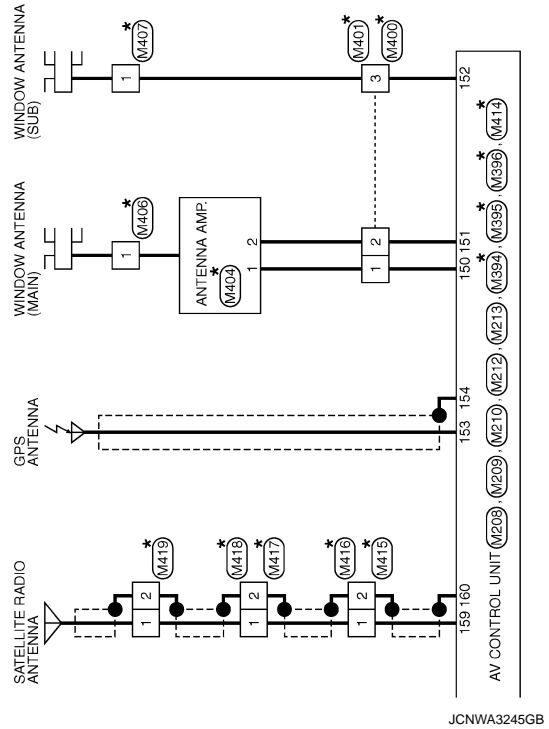 SATELLITE RADIO
ANTENNA
GPS
ANTENNA
WINDOW ANTENNA
(MAIN)
WINDOW ANTENNA
(SUB)
1 2
* M419
1 2
* M418
* M417
1 2
* M416
* M415
159 160
153 154
1
* M406
ANTENNA AMP.
* M404
1 2
1 2
150 151
1
* M407
3
* M401
* M400
152
AV CONTROL UNIT M208 , M209 , M210 , M212 , M213 , * M394 , * M395 , * M396 , * M414
JCNWA3245GB